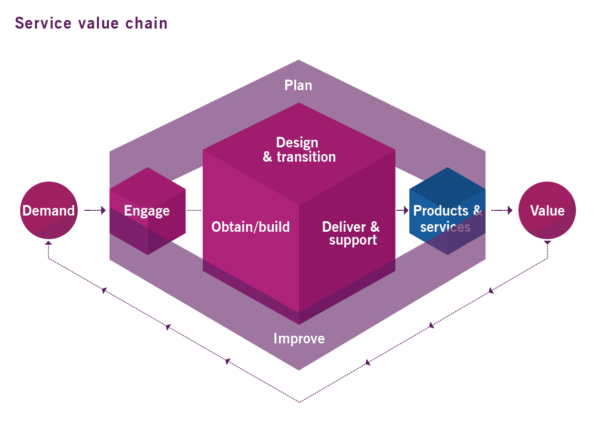 Service value chain
Plan
Design
& transition
Demand
Engage
Obtain/build
Deliver &
support
Products &
services
Value
Improve